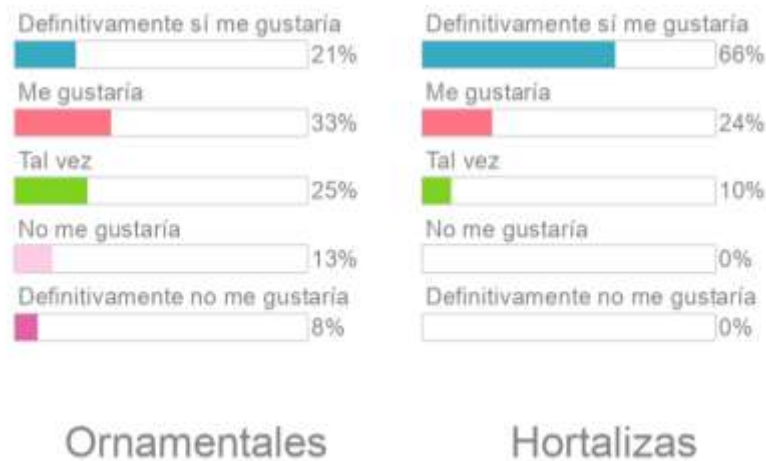 Definitivamente sí me gustaría
21%
Me gustaría
33%
Tal vez
25%
No me gustaría
13%
Definitivamente no me gustaría
8%
Ornamentales
Definitivamente sí me gustaría
66%
Me gustaría
24%
Tal vez
10%
No me gustaría
0%
Definitivamente no me gustaría
0%
Hortalizas